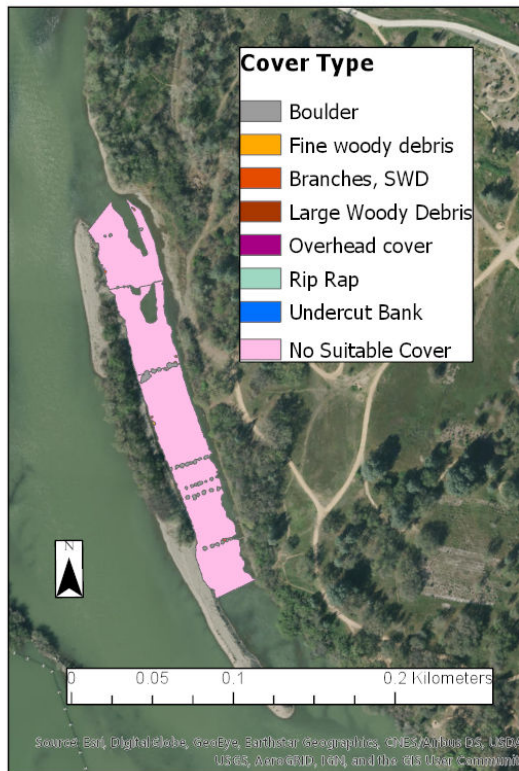 Cover Type
Boulder
Fine woody debris
Branches, SWD
Large Woody Debris
Overhead cover
Rip Rap
Undercut Bank
No Suitable Cover
N
0 0.05 0.1 0.2 Kilometers
Source: Esri, DigitalGlobe, GeoEye, Earthstar Geographics, CNES/Airbus DS, USDA
USGS, AeroGRID, IGN, and the GIS User Communit